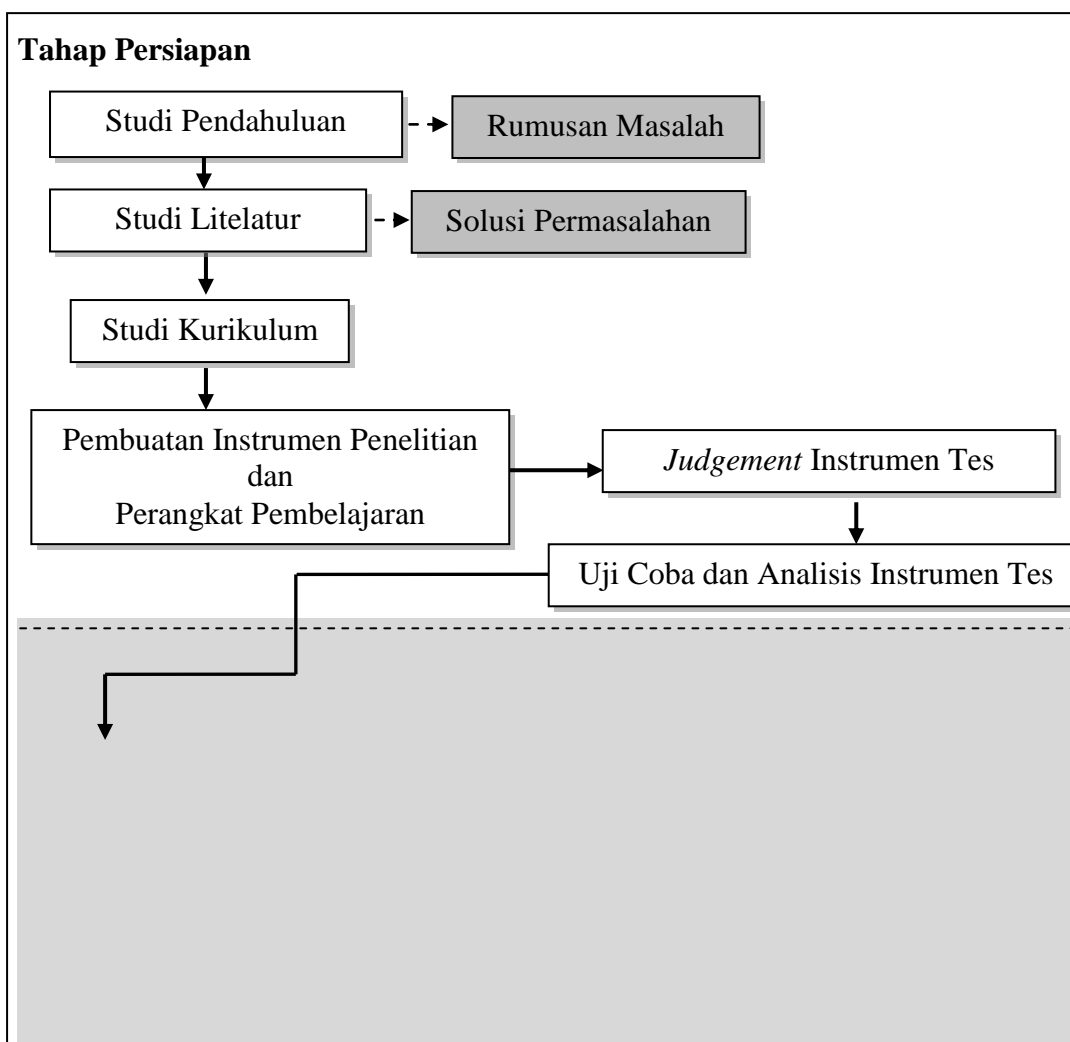 Tahap Persiapan
Studi Pendahuluan
Rumusan Masalah
Studi Litelatur
Solusi Permasalahan
Studi Kurikulum
Pembuatan Instrumen Penelitian
dan
Perangkat Pembelajaran
Judgement Instrumen Tes
Uji Coba dan Analisis Instrumen Tes